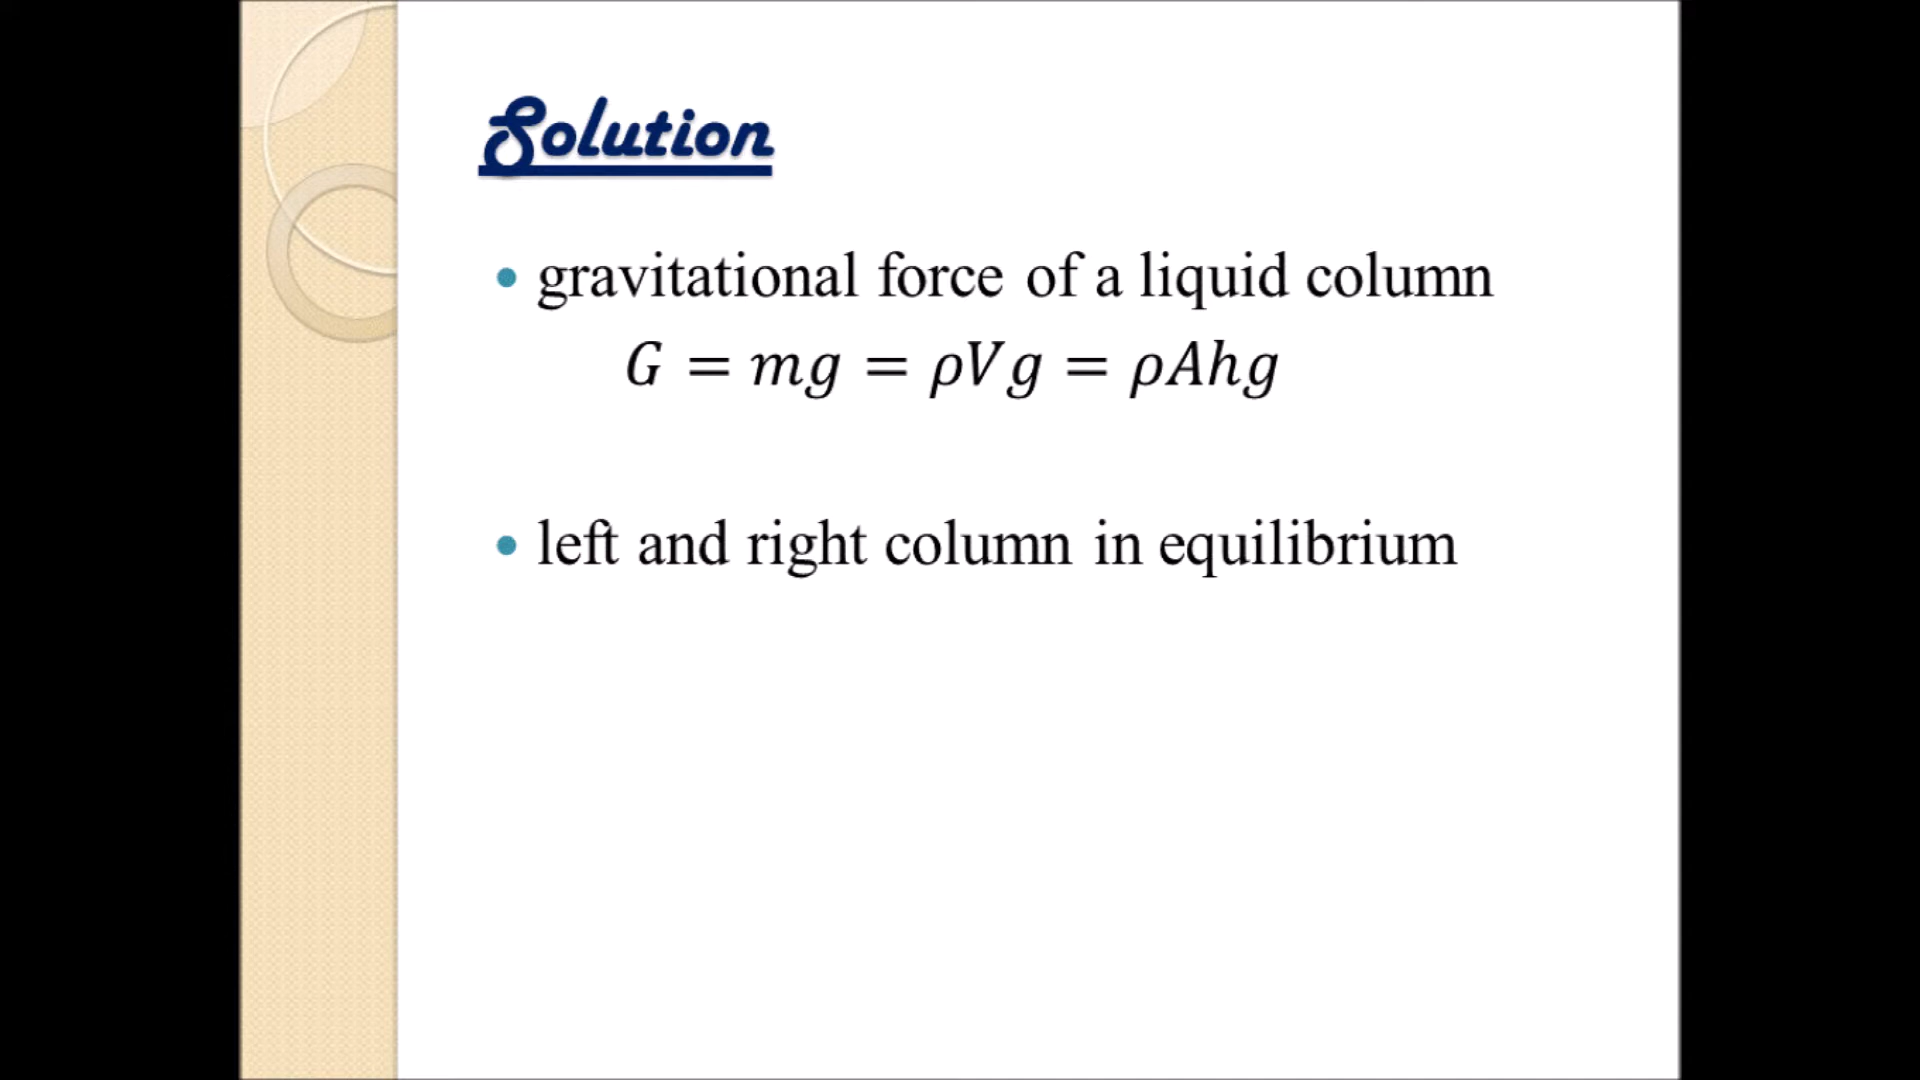 Solution
• gravitational force of a liquid column
G = mg = ρVg = ρAhg
• left and right column in equilibrium